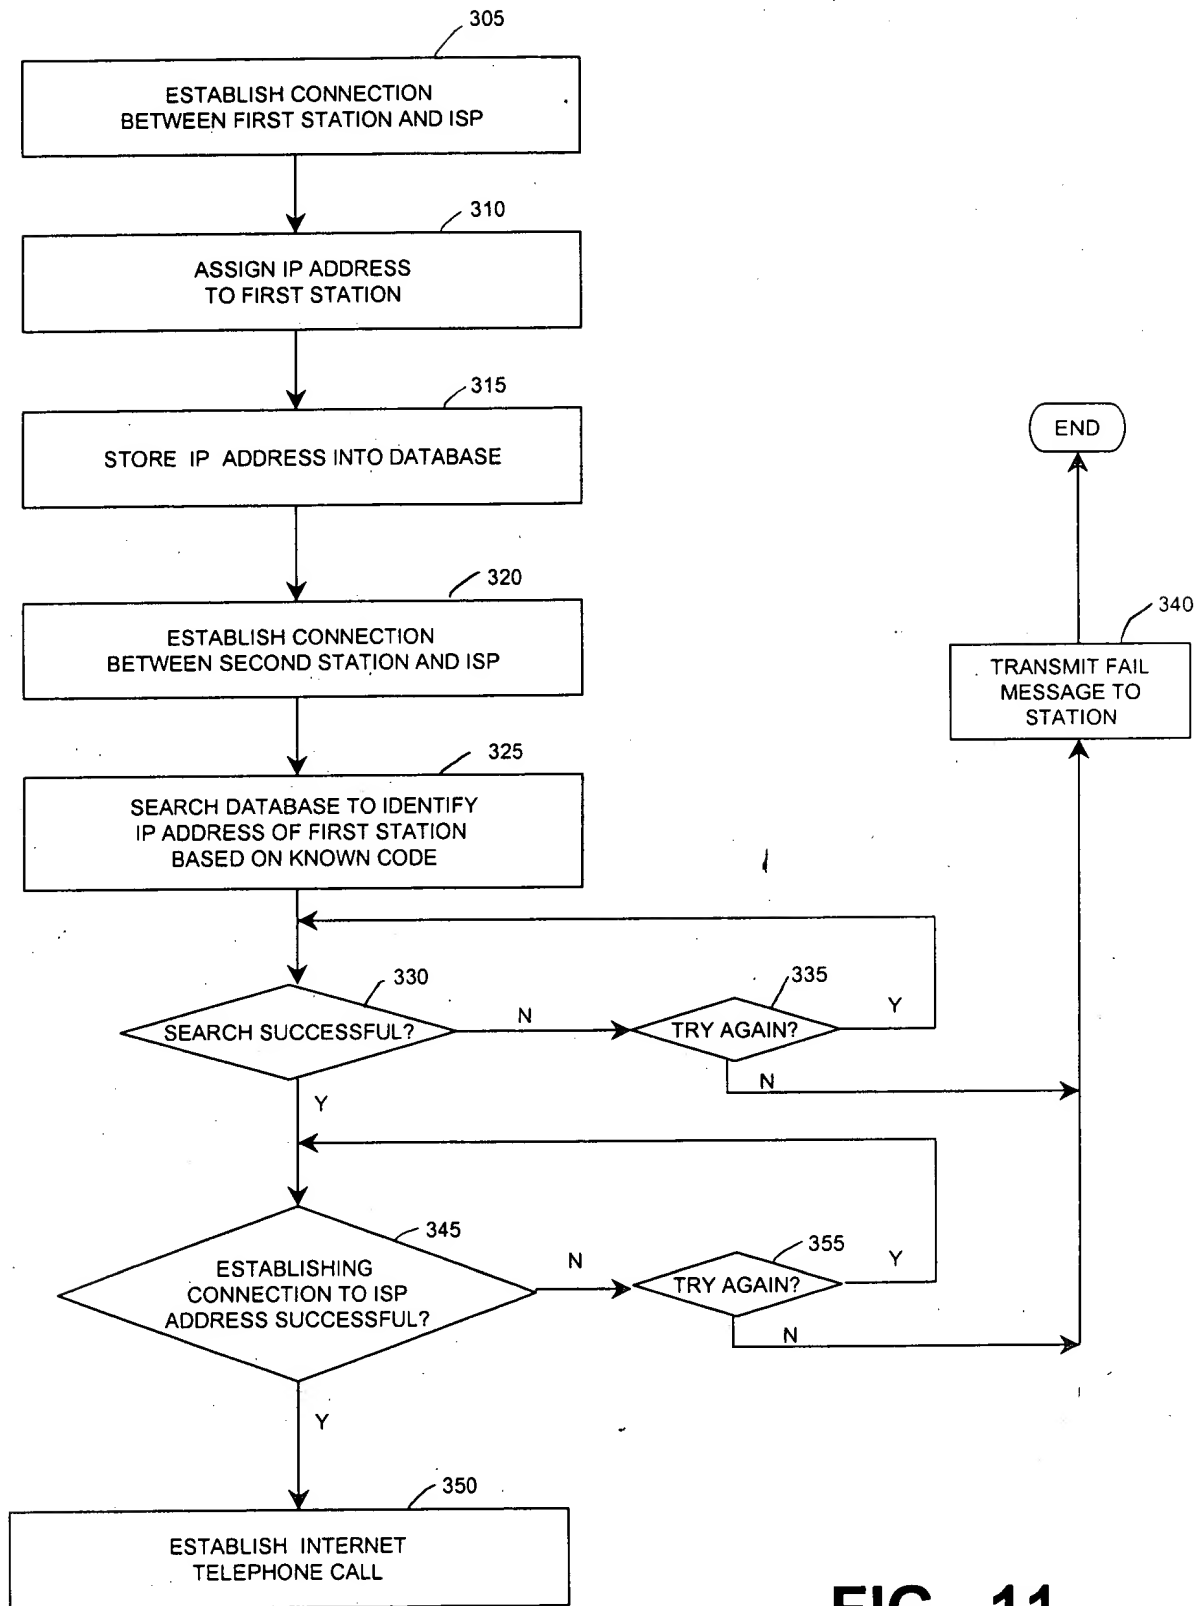 305
ESTABLISH CONNECTION
BETWEEN FIRST STATION AND ISP
310
ASSIGN IP ADDRESS
TO FIRST STATION
315
STORE IP ADDRESS INTO DATABASE
END
320
ESTABLISH CONNECTION
BETWEEN SECOND STATION AND ISP
340
TRANSMIT FAIL
MESSAGE TO
STATION
325
SEARCH DATABASE TO IDENTIFY
IP ADDRESS OF FIRST STATION
BASED ON KNOWN CODE
330
SEARCH SUCCESSFUL?
N
335
TRY AGAIN?
Y
N
Y
345
ESTABLISHING
CONNECTION TO ISP
ADDRESS SUCCESSFUL?
N
355
TRY AGAIN?
Y
N
Y
350
ESTABLISH INTERNET
TELEPHONE CALL
FIG. 11